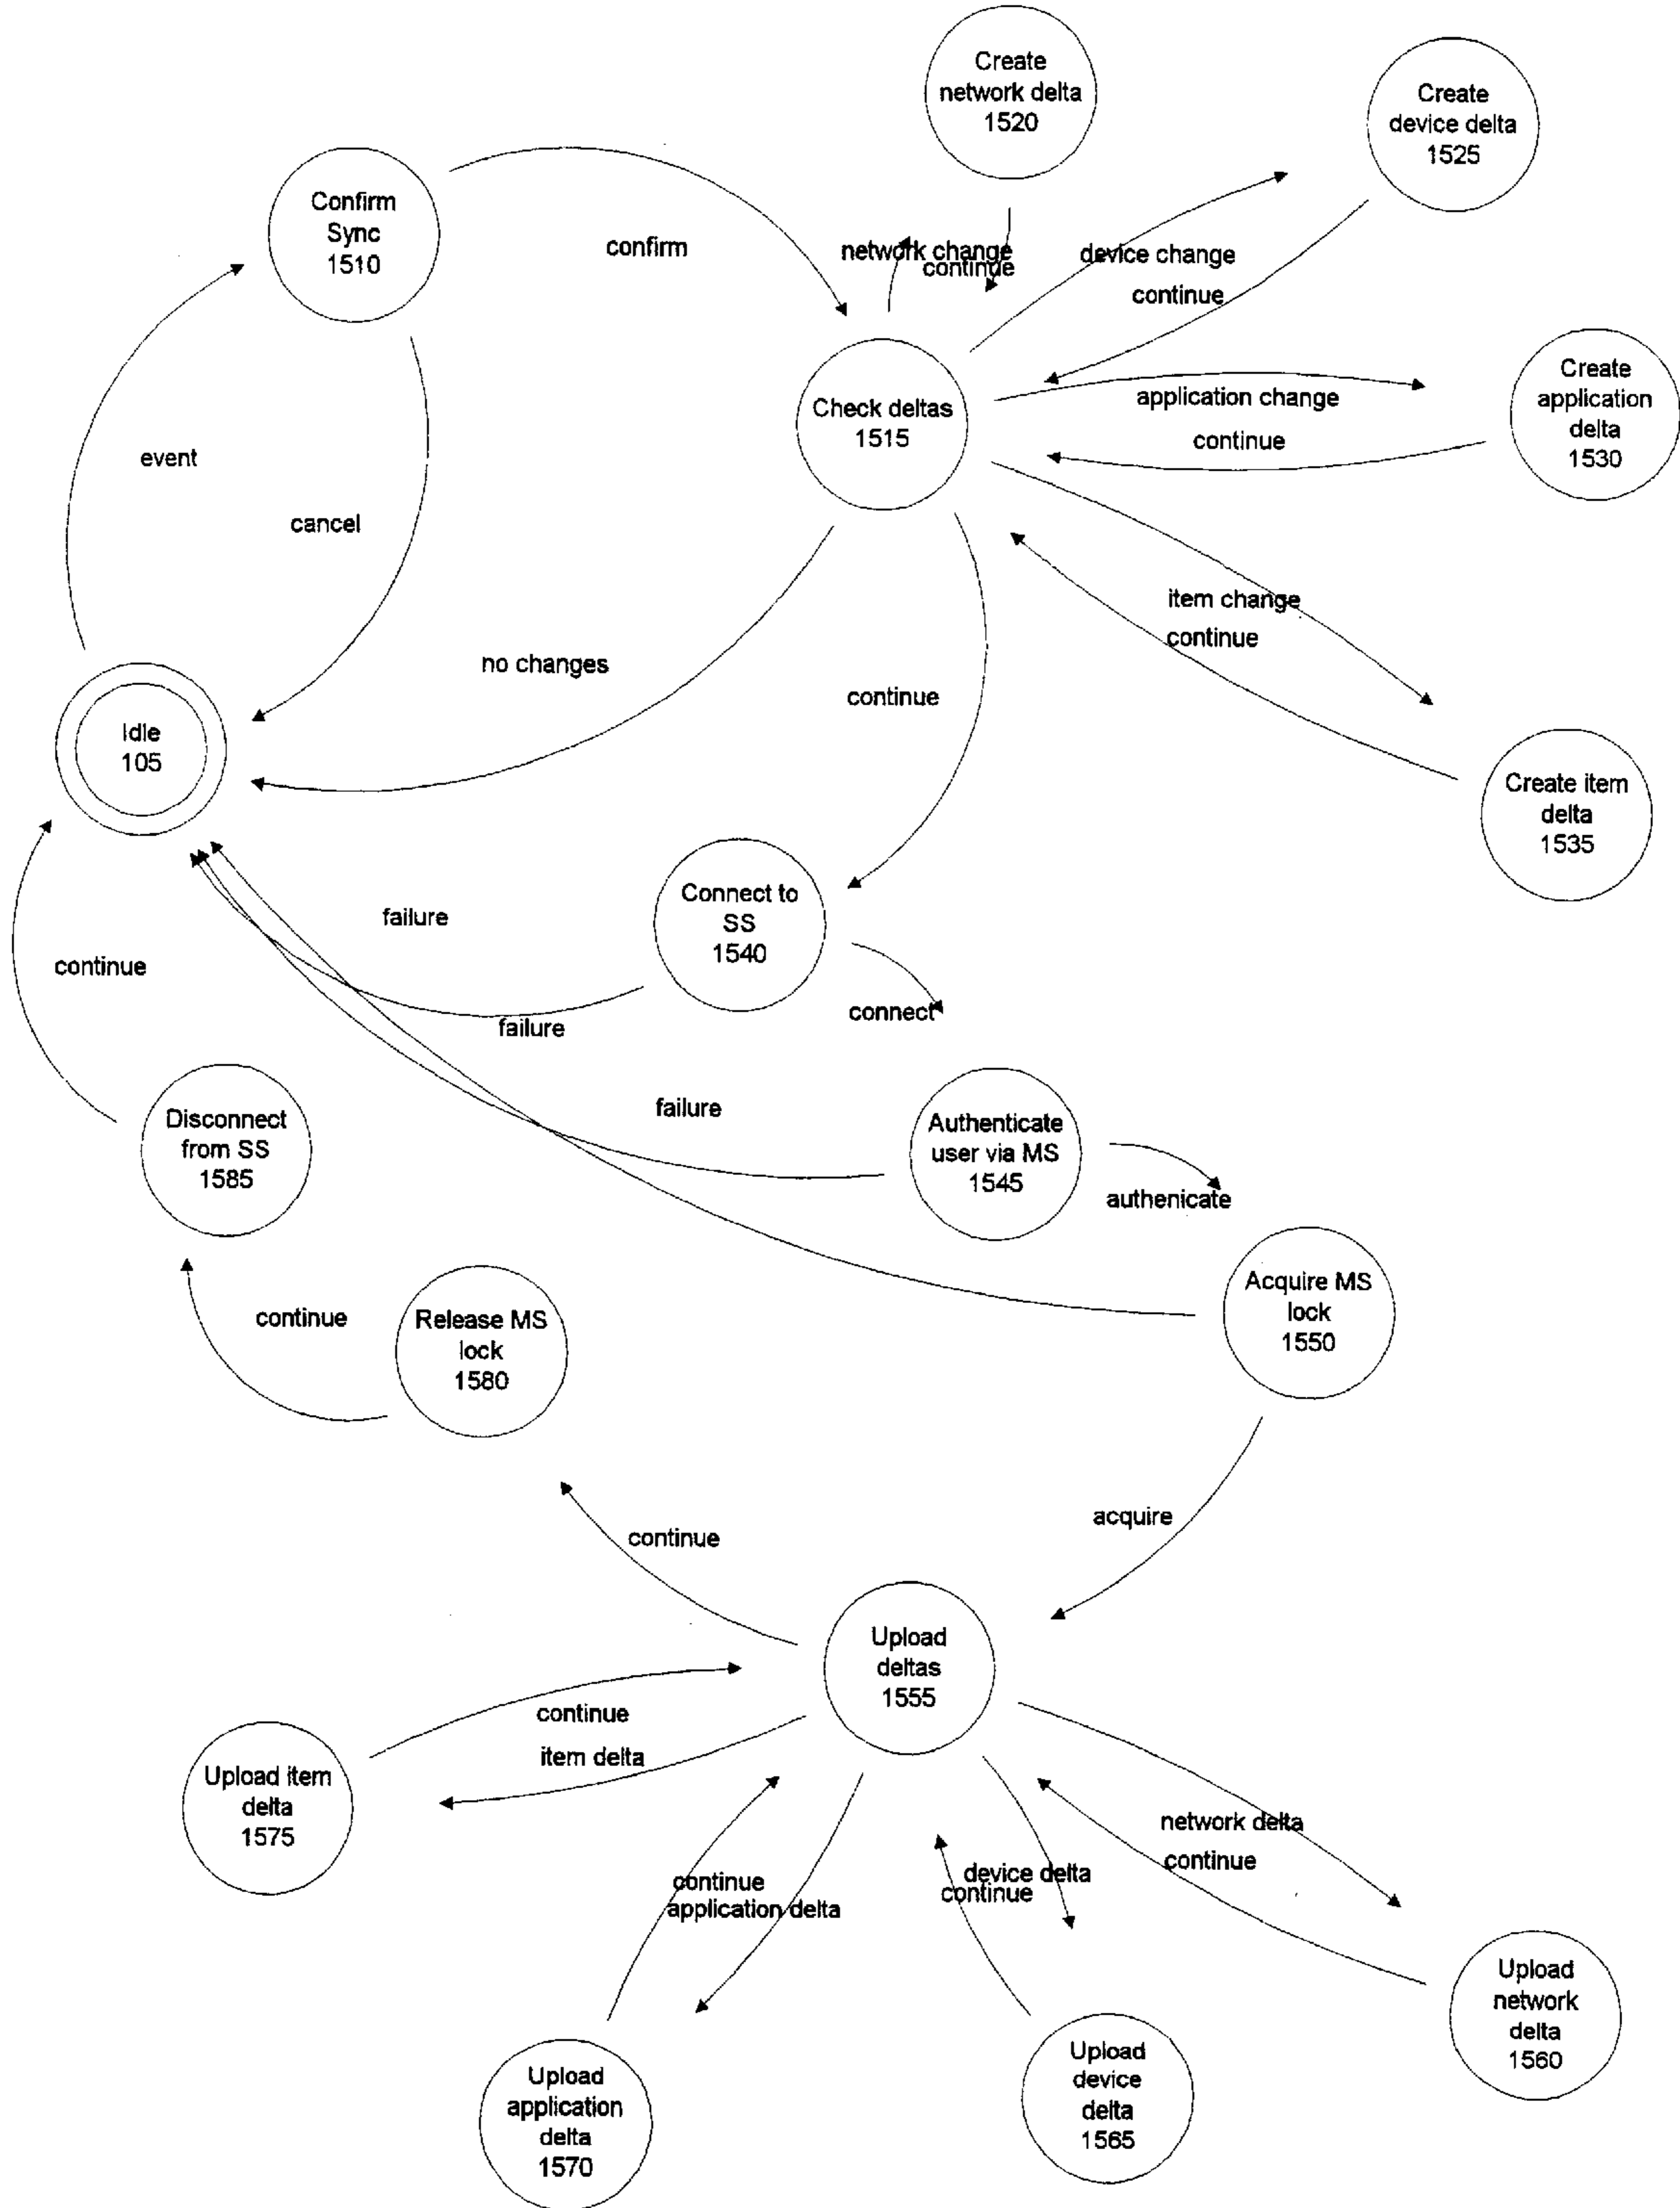 Create
network delta
1520
Create
device delta
1525
Confirm
Sync
1510
confirm
network change
continue
device change
continue
Create
application
delta
1530
Check deltas
1515
application change
continue
event
cancel
item change
continue
no changes
continue
Idle
105
Create item
delta
1535
Connect to
SS
1540
failure
continue
connect
failure
Disconnect
from SS
1585
failure
Authenticate
user via MS
1545
authenicate
Acquire MS
lock
1550
continue
Release MS
lock
1580
acquire
continue
Upload
deltas
1555
continue
item delta
Upload item
delta
1575
network delta
continue
device delta
continue
continue
application delta
Upload
network
delta
1560
Upload
device
delta
1565
Upload
application
delta
1570